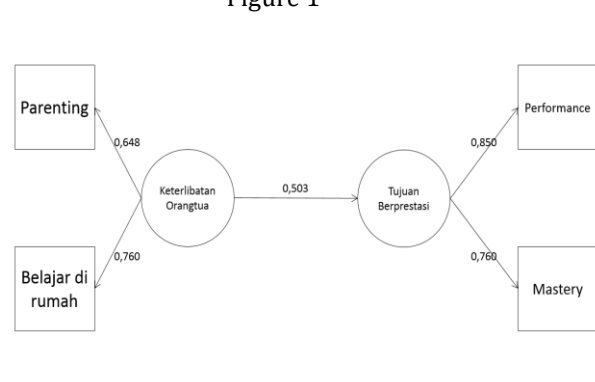 Figure 1
Parenting
0,648
Keterlibatan
Orangtua
0,760
Belajar di
rumah
0,503
Tujuan
Berprestasi
0,850
Performance
0,760
Mastery